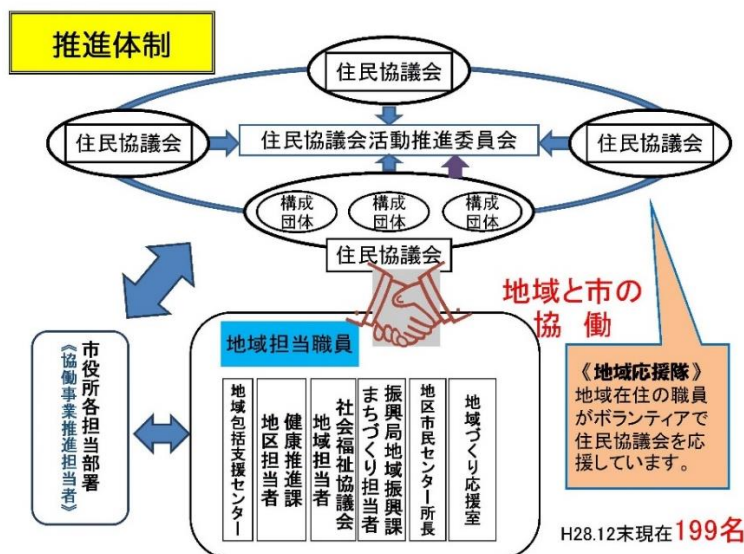 推進体制
住民協議会
住民協議会
住民協議会活動推進委員会
住民協議会
構成
団体
構成
団体
構成
団体
住民協議会
地域と市の
協働
《地域応援隊》
地域在住の職員
がボランティアで
住民協議会を応
援しています。
市役所各担当部署
《協働事業推進担当者》
地域担当職員
地域包括支援センター
健康推進課
地区担当者
社会福祉協議会
地域担当者
振興局地域振興課
まちづくり担当者
地区市民センター所長
地域づくり応援室
H28.12末現在199名